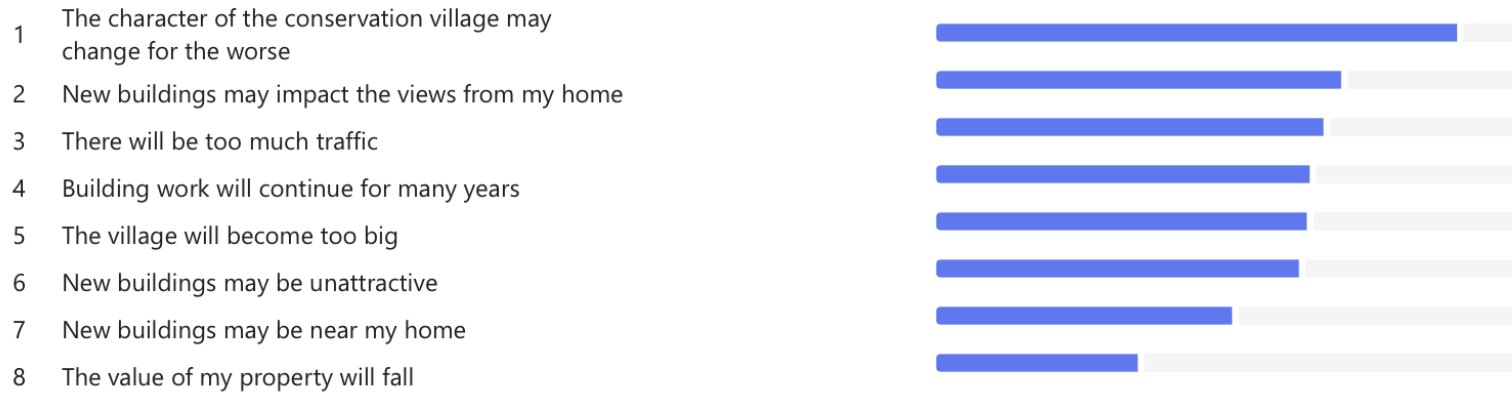 1 The character of the conservation village may
change for the worse
2 New buildings may impact the views from my home
3 There will be too much traffic
4 Building work will continue for many years
5 The village will become too big
6 New buildings may be unattractive
7 New buildings may be near my home
8 The value of my property will fall